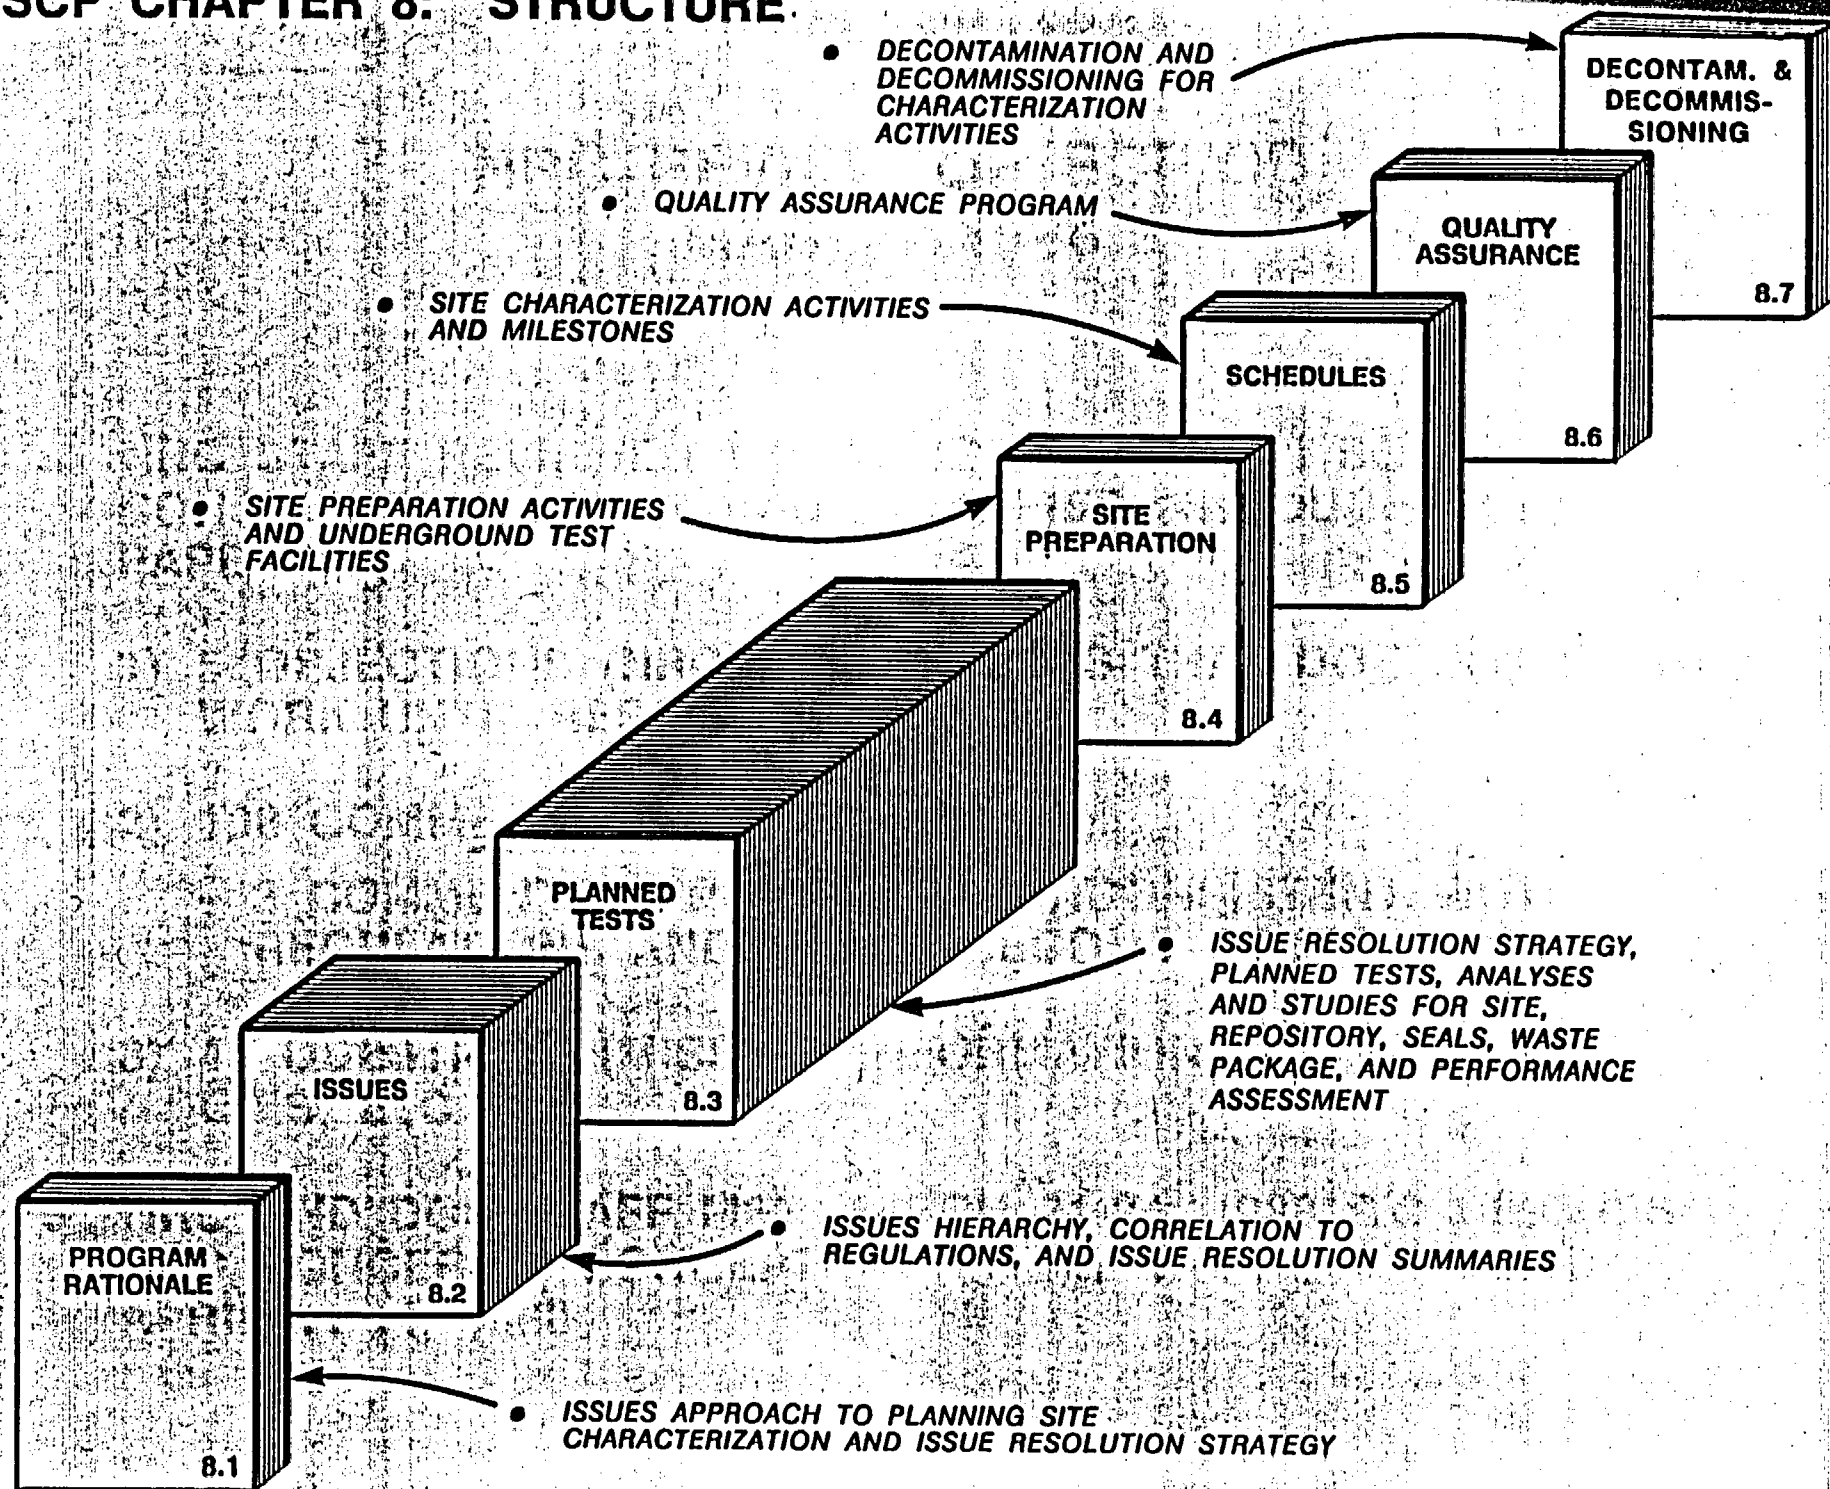 SCP CHAPTER 8: STRUCTURE
• DECONTAMINATION AND
DECOMMISSIONING FOR
CHARACTERIZATION
ACTIVITIES
DECONTAM. &
DECOMMIS-
SIONING
8.7
• QUALITY ASSURANCE PROGRAM
QUALITY
ASSURANCE
8.6
• SITE CHARACTERIZATION ACTIVITIES
AND MILESTONES
SCHEDULES
8.5
• SITE PREPARATION ACTIVITIES
AND UNDERGROUND TEST
FACILITIES
SITE
PREPARATION
8.4
PLANNED
TESTS
8.3
• ISSUE RESOLUTION STRATEGY,
PLANNED TESTS, ANALYSES
AND STUDIES FOR SITE,
REPOSITORY, SEALS, WASTE
PACKAGE, AND PERFORMANCE
ASSESSMENT
ISSUES
8.2
• ISSUES HIERARCHY, CORRELATION TO
REGULATIONS, AND ISSUE RESOLUTION SUMMARIES
PROGRAM
RATIONALE
8.1
• ISSUES APPROACH TO PLANNING SITE
CHARACTERIZATION AND ISSUE RESOLUTION STRATEGY